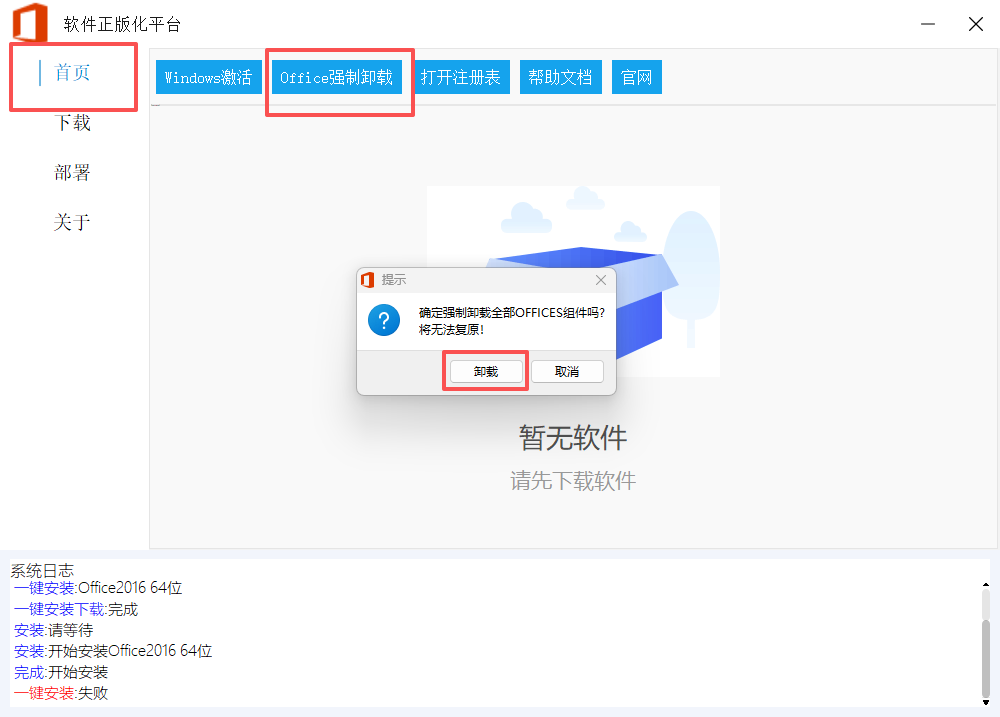 软件正版化平台
首页
下载
部署
关于
Windows激活
Office强制卸载
打开注册表
帮助文档
官网
提示
确定强制卸载全部OFFICES组件吗?
将无法复原!
卸载
取消
暂无软件
请先下载软件
系统日志
一键安装:Office2016 64位
一键安装下载:完成
安装:请等待
安装:开始安装Office2016 64位
完成:开始安装
一键安装:失败